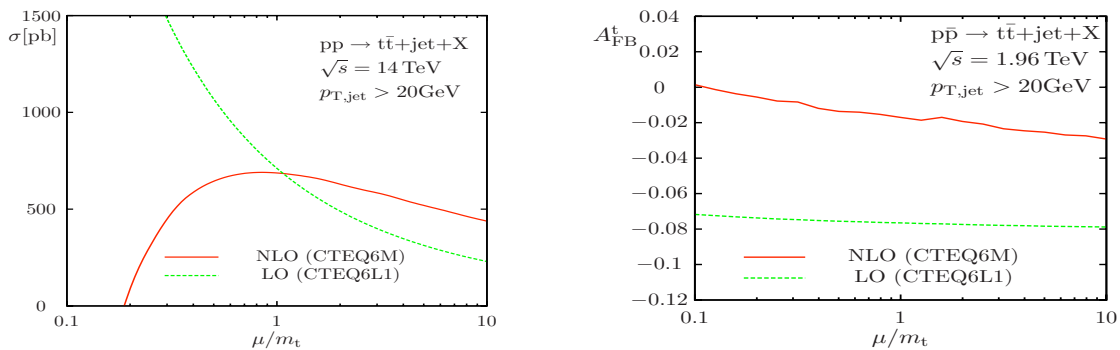 1500
σ[pb]
1000
500
0
0.1
1
10
μ/mt
pp → tt̄+jet+X
√s = 14 TeV
pT,jet > 20GeV
NLO (CTEQ6M)
LO (CTEQ6L1)
0.04
A^t_FB
0.02
0
−0.02
−0.04
−0.06
−0.08
−0.1
−0.12
0.1
1
10
μ/mt
pp̄ → tt̄+jet+X
√s = 1.96 TeV
pT,jet > 20GeV
NLO (CTEQ6M)
LO (CTEQ6L1)